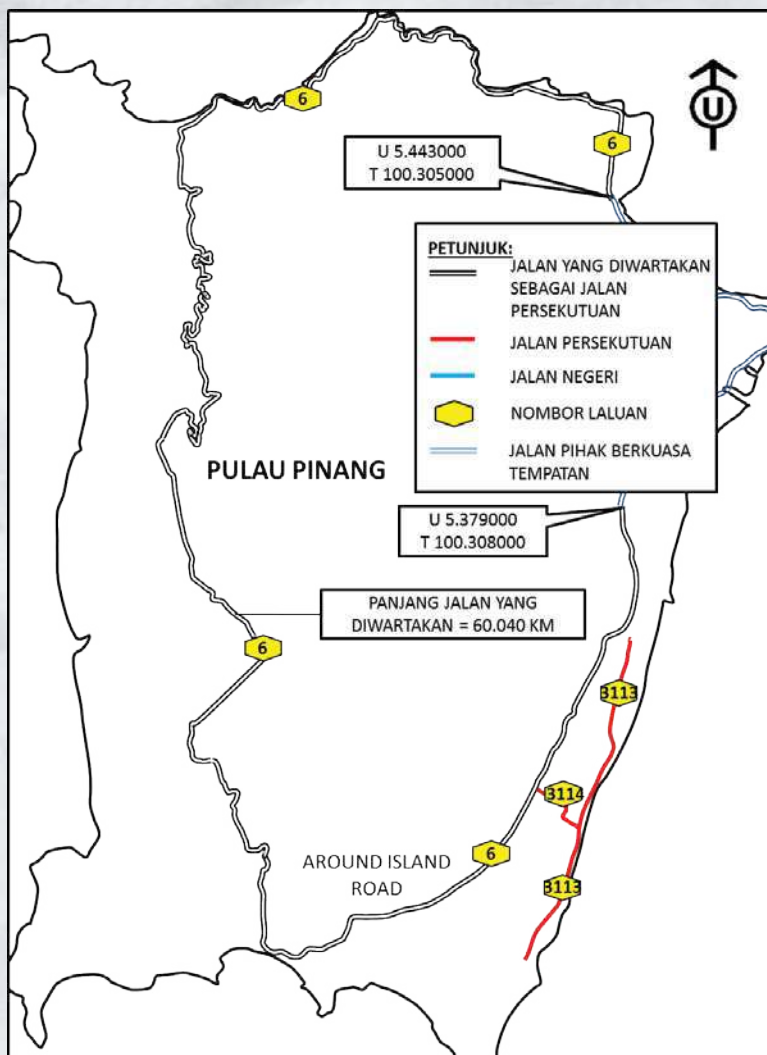 6
U
6
U 5.443000
T 100.305000
PETUNJUK:
JALAN YANG DIWARTAKAN
SEBAGAI JALAN
PERSEKUTUAN
JALAN PERSEKUTUAN
JALAN NEGERI
NOMBOR LALUAN
JALAN PIHAK BERKUASA
TEMPATAN
PULAU PINANG
U 5.379000
T 100.308000
PANJANG JALAN YANG
DIWARTAKAN = 60.040 KM
6
3113
3114
6
AROUND ISLAND
ROAD
3113